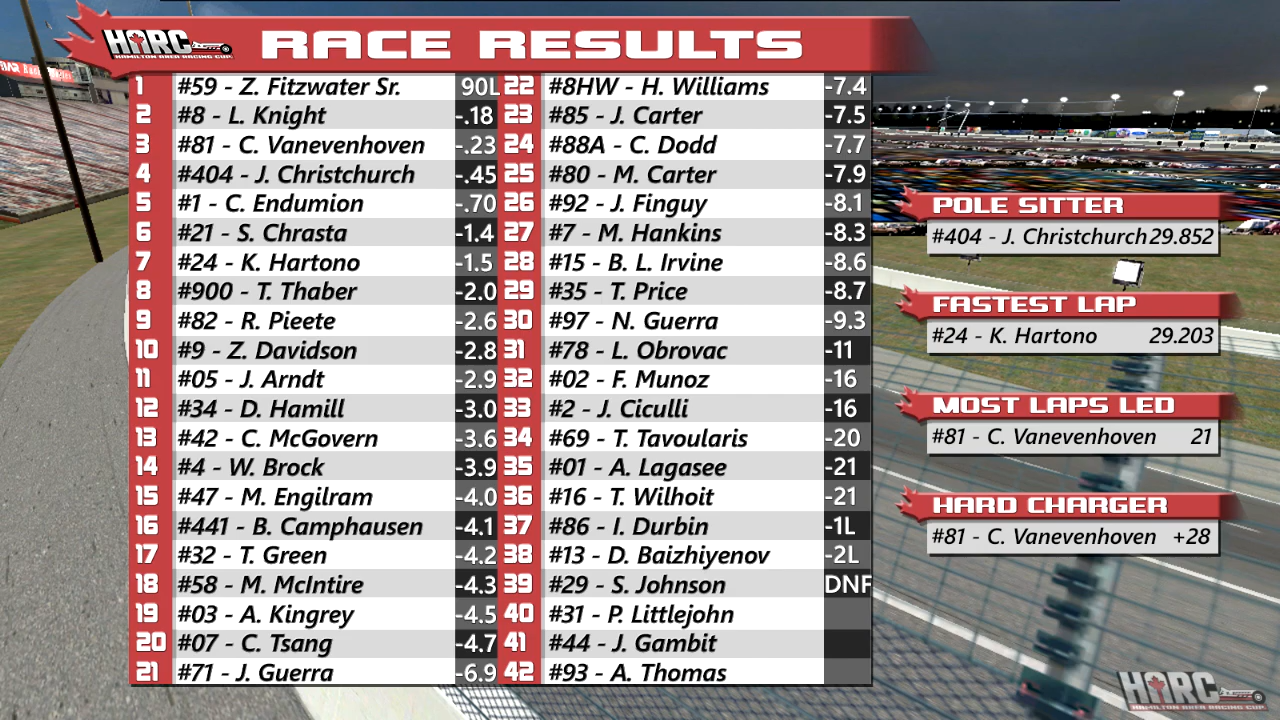 HARC
HAMILTON AREA RACING CUP
RACE RESULTS
1 #59 - Z. Fitzwater Sr. 90L
2 #8 - L. Knight -.18
3 #81 - C. Vanevenhoven -.23
4 #404 - J. Christchurch -.45
5 #1 - C. Endumion -.70
6 #21 - S. Chrasta -1.4
7 #24 - K. Hartono -1.5
8 #900 - T. Thaber -2.0
9 #82 - R. Pieete -2.6
10 #9 - Z. Davidson -2.8
11 #05 - J. Arndt -2.9
12 #34 - D. Hamill -3.0
13 #42 - C. McGovern -3.6
14 #4 - W. Brock -3.9
15 #47 - M. Engilram -4.0
16 #441 - B. Camphausen -4.1
17 #32 - T. Green -4.2
18 #58 - M. McIntire -4.3
19 #03 - A. Kingrey -4.5
20 #07 - C. Tsang -4.7
21 #71 - J. Guerra -6.9
22 #8HW - H. Williams -7.4
23 #85 - J. Carter -7.5
24 #88A - C. Dodd -7.7
25 #80 - M. Carter -7.9
26 #92 - J. Finguy -8.1
27 #7 - M. Hankins -8.3
28 #15 - B. L. Irvine -8.6
29 #35 - T. Price -8.7
30 #97 - N. Guerra -9.3
31 #78 - L. Obrovac -11
32 #02 - F. Munoz -16
33 #2 - J. Ciculli -16
34 #69 - T. Tavoularis -20
35 #01 - A. Lagasee -21
36 #16 - T. Wilhoit -21
37 #86 - I. Durbin -1L
38 #13 - D. Baizhiyenov -2L
39 #29 - S. Johnson DNF
40 #31 - P. Littlejohn
41 #44 - J. Gambit
42 #93 - A. Thomas
POLE SITTER
#404 - J. Christchurch 29.852
FASTEST LAP
#24 - K. Hartono 29.203
MOST LAPS LED
#81 - C. Vanevenhoven 21
HARD CHARGER
#81 - C. Vanevenhoven +28
HARC
HAMILTON AREA RACING CUP